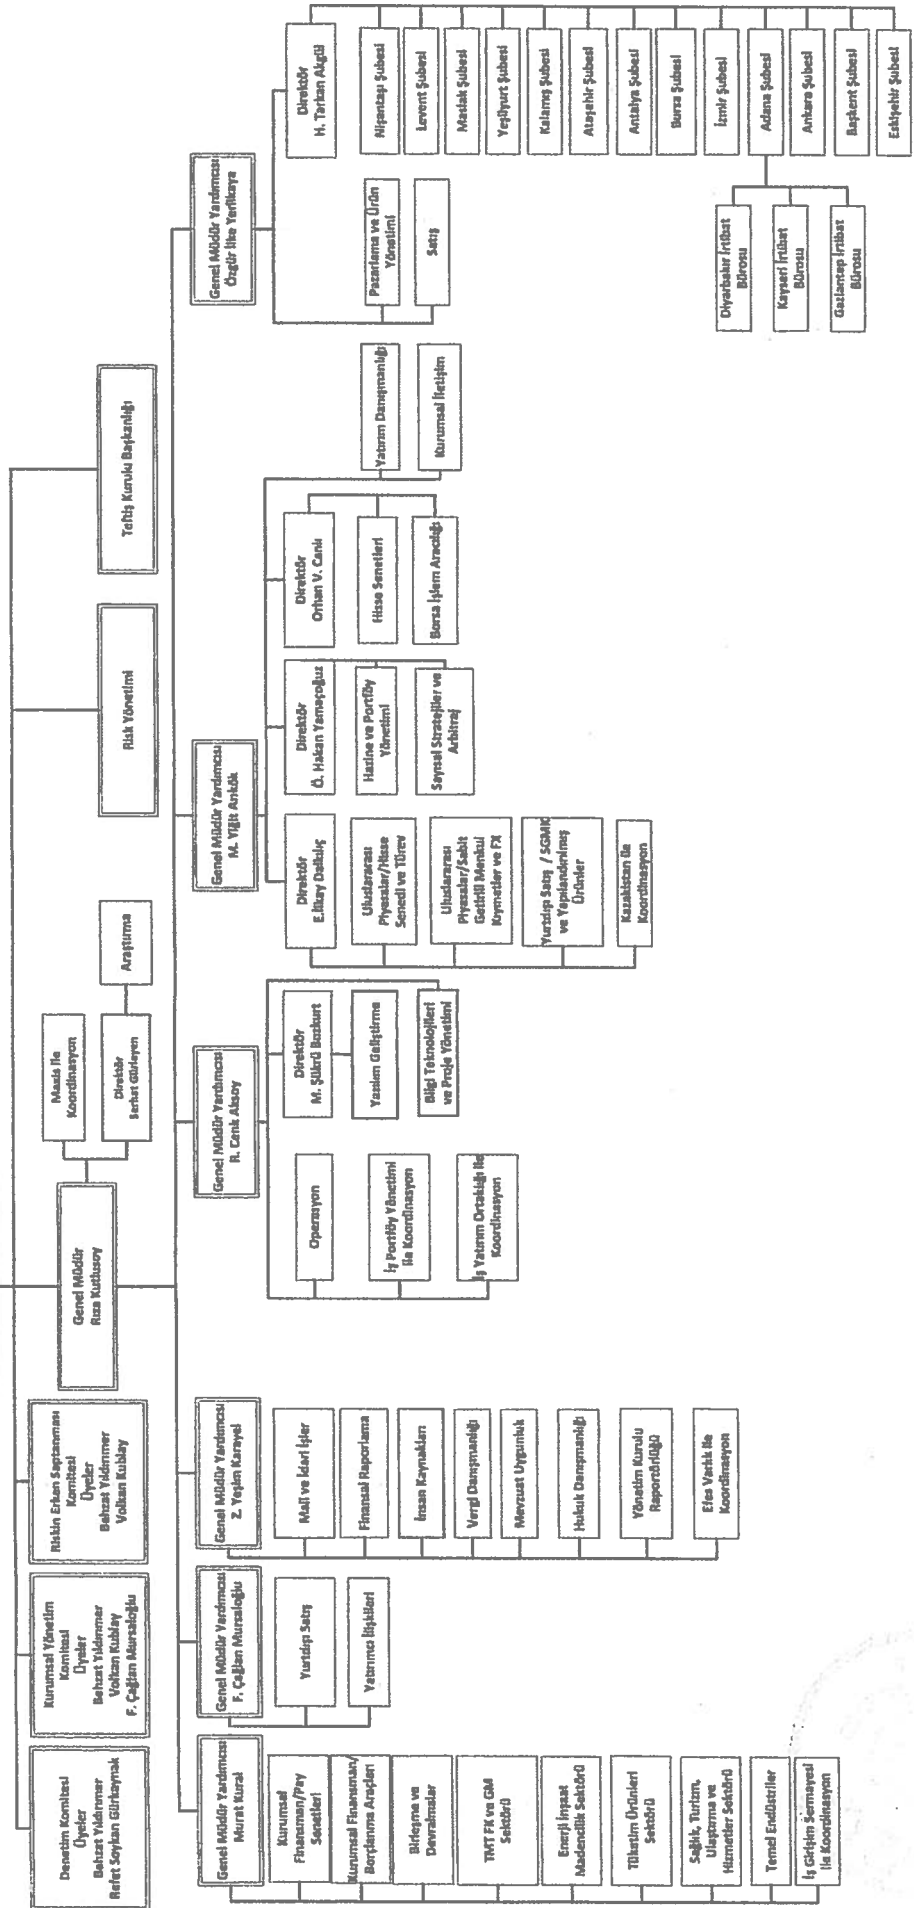 Denetim Komitesi
Üyeler
Behzat Yıldırımer
Rafet Soykan Gürkaynak
Kurumsal Yönetim
Komitesi
Üyeler
Behzat Yıldırımer
Volkan Kublay
F. Çağlan Mursaloğlu
Riskin Erken Saptanması
Komitesi
Üyeler
Behzat Yıldırımer
Volkan Kublay
Genel Müdür
Rıza Kutlusoy
Maxis ile
Koordinasyon
Direktör
Serhat Gürleyen
Araştırma
Risk Yönetimi
Teftiş Kurulu Başkanlığı
Genel Müdür Yardımcısı
Murat Kural
Kurumsal
Finansman/Pay
Senetleri
Kurumsal Finansman/
Borçlanma Araçları
Birleşme ve
Devralmalar
TMT FK ve GM
Sektörü
Enerji İnşaat
Madencilik Sektörü
Tüketim Ürünleri
Sektörü
Sağlık, Turizm,
Ulaştırma ve
Hizmetler Sektörü
Temel Endüstriler
İş Girişim Sermayesi
ile Koordinasyon
Genel Müdür Yardımcısı
F. Çağlan Mursaloğlu
Yurtdışı Satış
Yatırımcı İlişkileri
Genel Müdür Yardımcısı
Z. Yeşim Karayel
Mali ve İdari İşler
Finansal Raporlama
İnsan Kaynakları
Vergi Danışmanlığı
Mevzuat Uygunluk
Hukuk Danışmanlığı
Yönetim Kurulu
Raportörlüğü
Efes Varlık ile
Koordinasyon
Genel Müdür Yardımcısı
R. Cenk Aksoy
Operasyon
İş Portföy Yönetimi
ile Koordinasyon
İş Yatırım Ortaklığı ile
Koordinasyon
Direktör
M. Şükrü Bozkurt
Yazılım Geliştirme
Bilgi Teknolojileri
ve Proje Yönetimi
Genel Müdür Yardımcısı
M. Yiğit Arıkök
Direktör
E.İlkay Dalkılıç
Uluslararası
Piyasalar/Hisse
Senedi ve Türev
Uluslararası
Piyasalar/Sabit
Getirili Menkul
Kıymetler ve FX
Yurtdışı Satış / SGMK
ve Yapılandırılmış
Ürünler
Kazakistan ile
Koordinasyon
Direktör
Ö. Hakan Yamaçoğuz
Hazine ve Portföy
Yönetimi
Sayısal Stratejiler ve
Arbitraj
Direktör
Orhan V. Canlı
Hisse Senetleri
Borsa İşlem Aracılığı
Yatırım Danışmanlığı
Kurumsal İletişim
Genel Müdür Yardımcısı
Özgür İlke Yerlikaya
Pazarlama ve Ürün
Yönetimi
Satış
Direktör
H. Tarkan Akgül
Nişantaşı Şubesi
Levent Şubesi
Maslak Şubesi
Yeşilyurt Şubesi
Kalamış Şubesi
Ataşehir Şubesi
Antalya Şubesi
Bursa Şubesi
İzmir Şubesi
Adana Şubesi
Ankara Şubesi
Başkent Şubesi
Eskişehir Şubesi
Diyarbakır İrtibat
Bürosu
Kayseri İrtibat
Bürosu
Gaziantep İrtibat
Bürosu